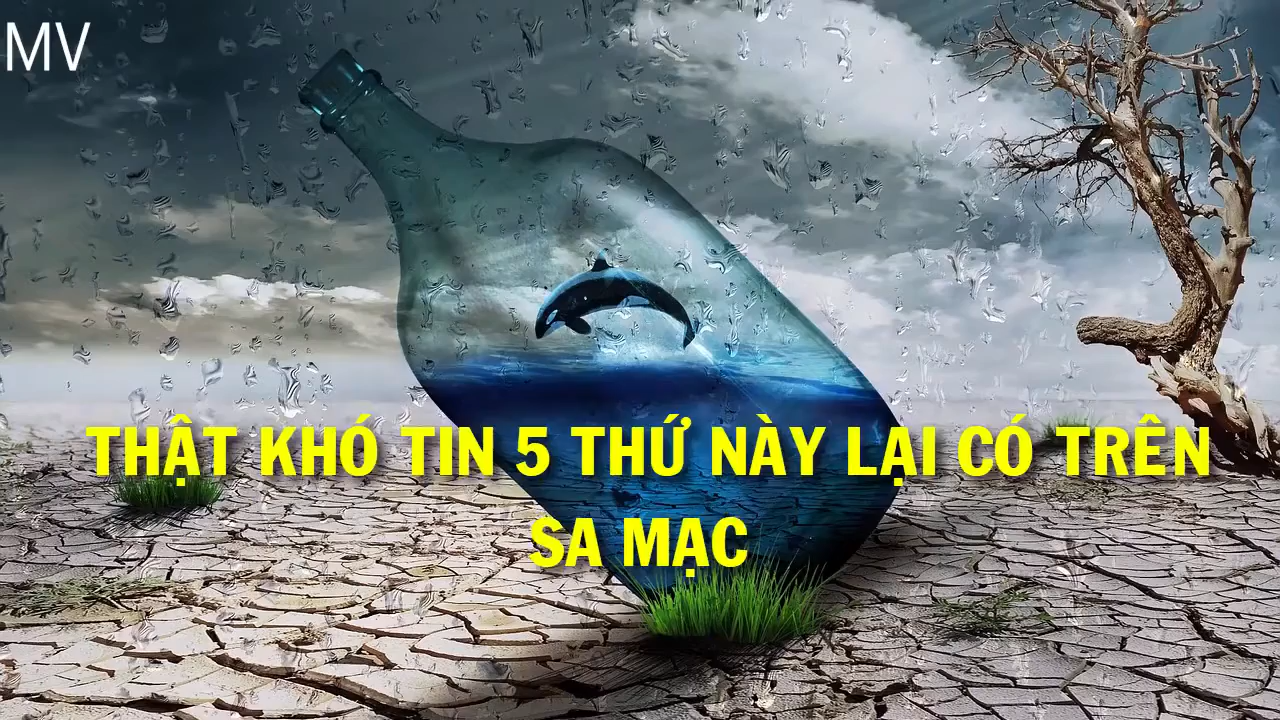 MV
THẬT KHÓ TIN 5 THỨ NÀY LẠI CÓ TRÊN
SA MẠC